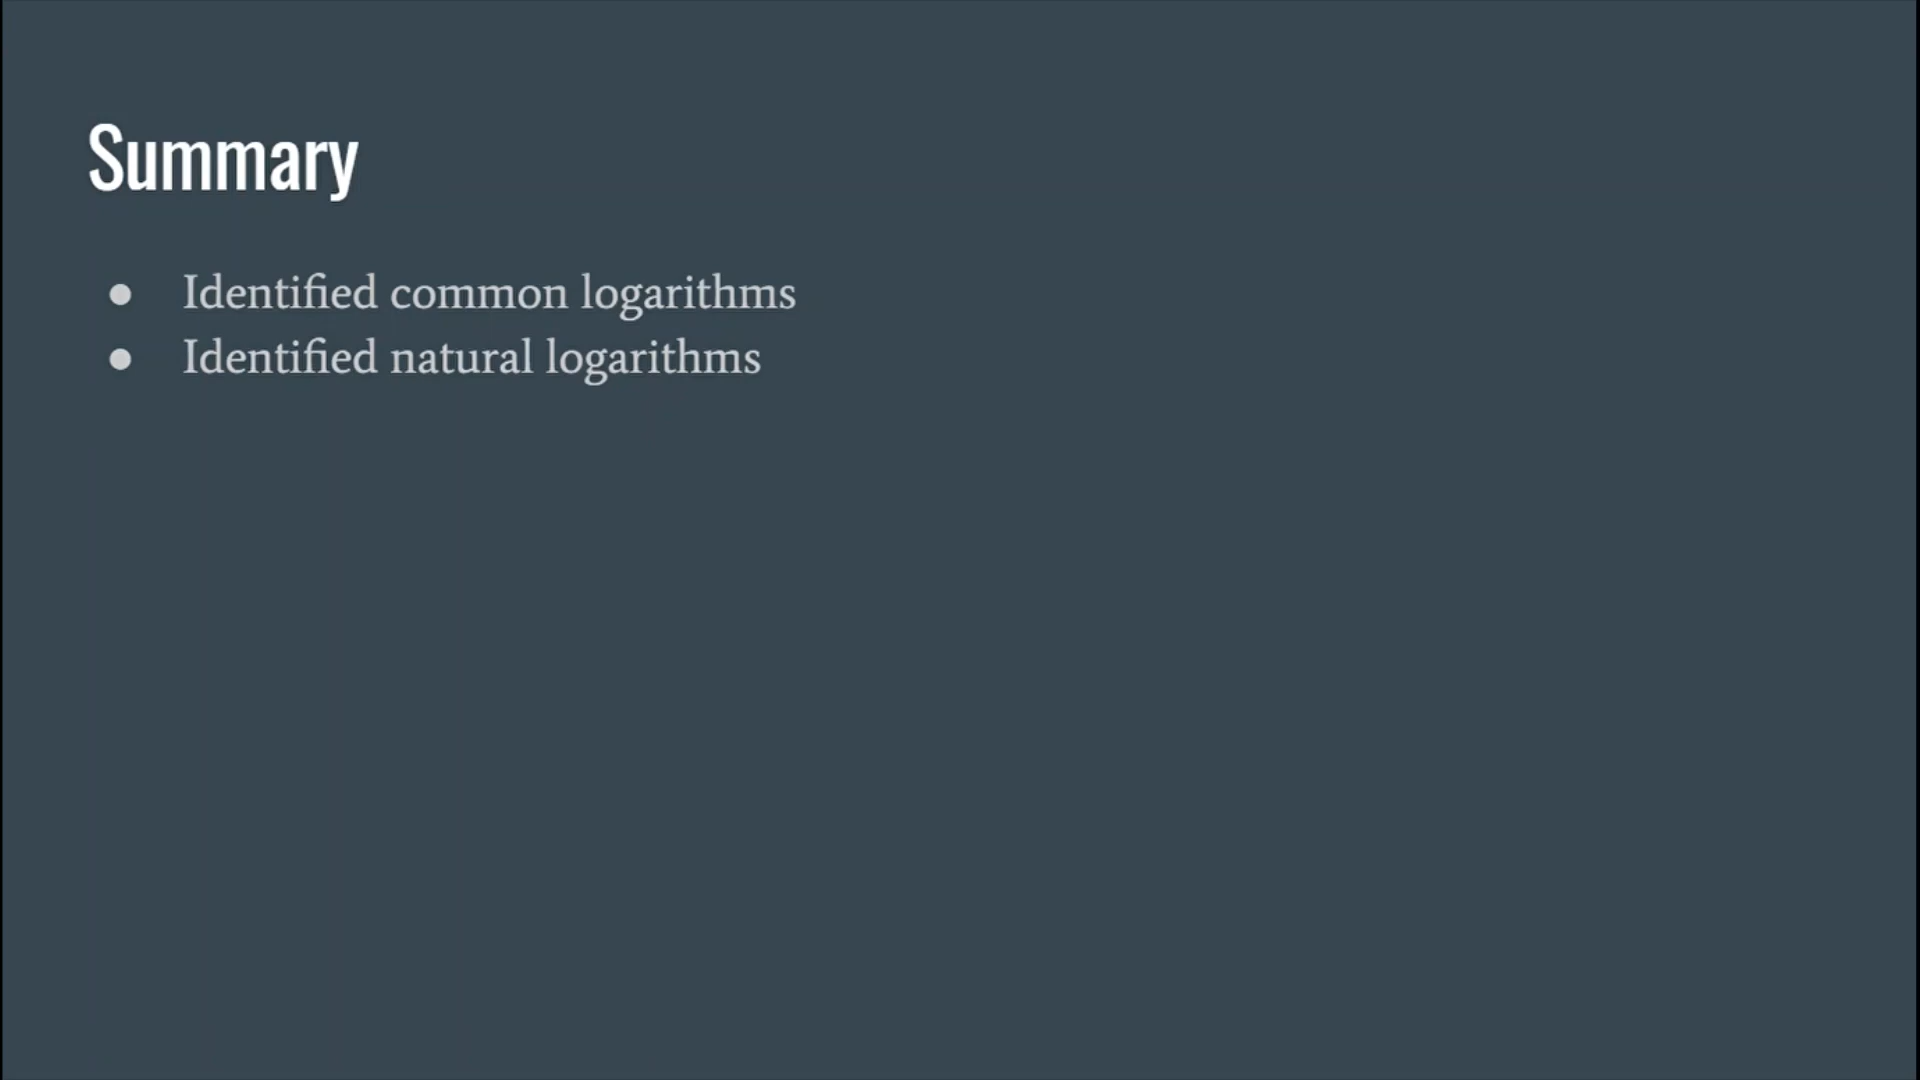 Summary
● Identified common logarithms
● Identified natural logarithms